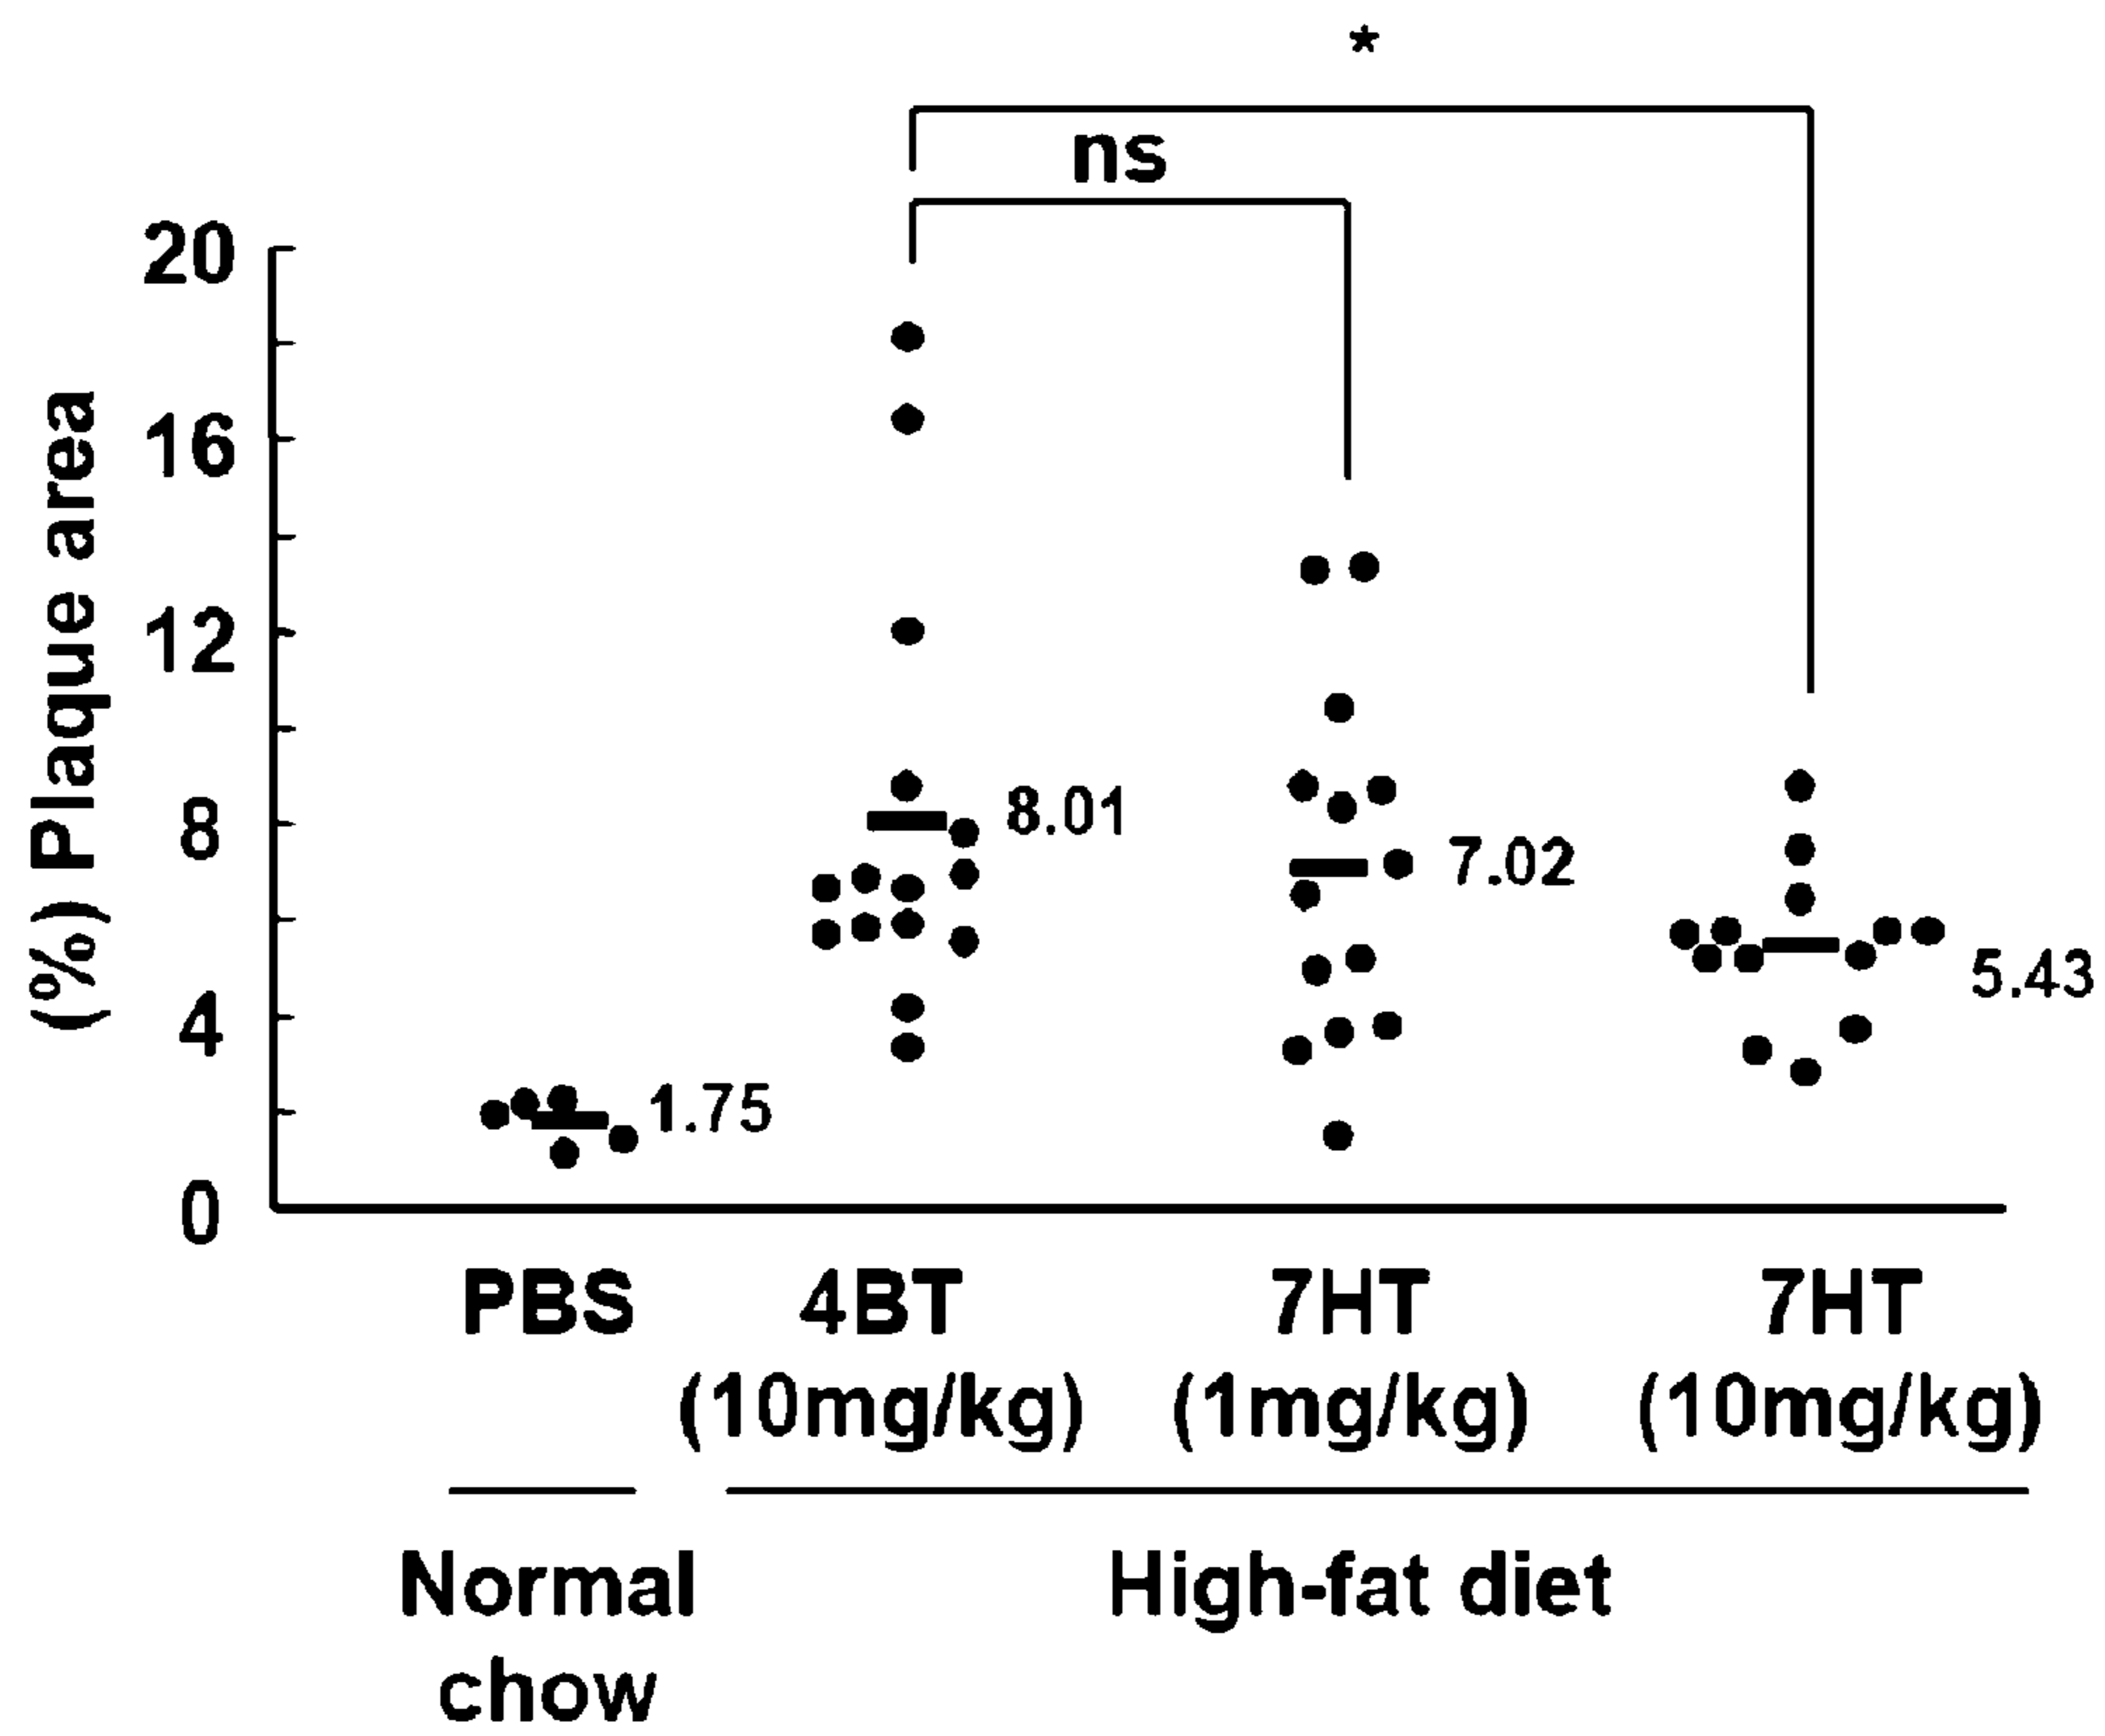 *
ns
20
16
12
8
4
0
(%) Plaque area
8.01
7.02
5.43
1.75
PBS 4BT 7HT 7HT
(10mg/kg) (1mg/kg) (10mg/kg)
Normal High-fat diet
chow